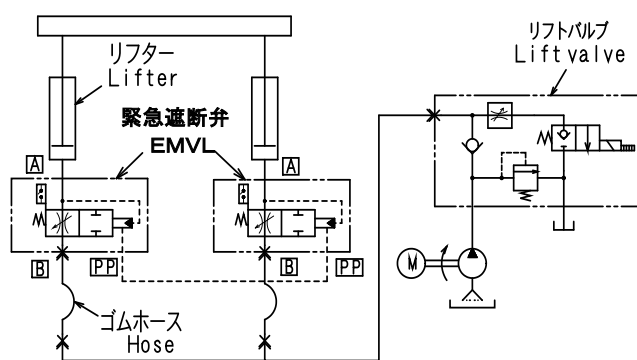 リフター
Lifter
緊急遮断弁
EMVL
A
A
B
PP
B
PP
ゴムホース
Hose
リフトバルブ
Lift valve
M